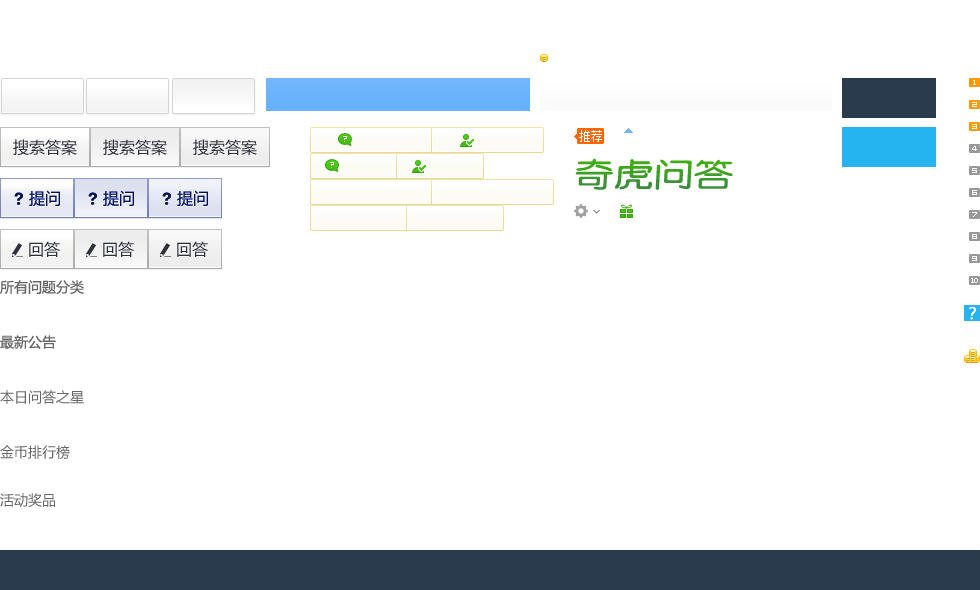 1
2
3
推荐
搜索答案 搜索答案 搜索答案
4
5
奇虎问答
? 提问 ? 提问 ? 提问
6
7
8
回答 回答 回答
9
10
所有问题分类
?
最新公告
本日问答之星
金币排行榜
活动奖品